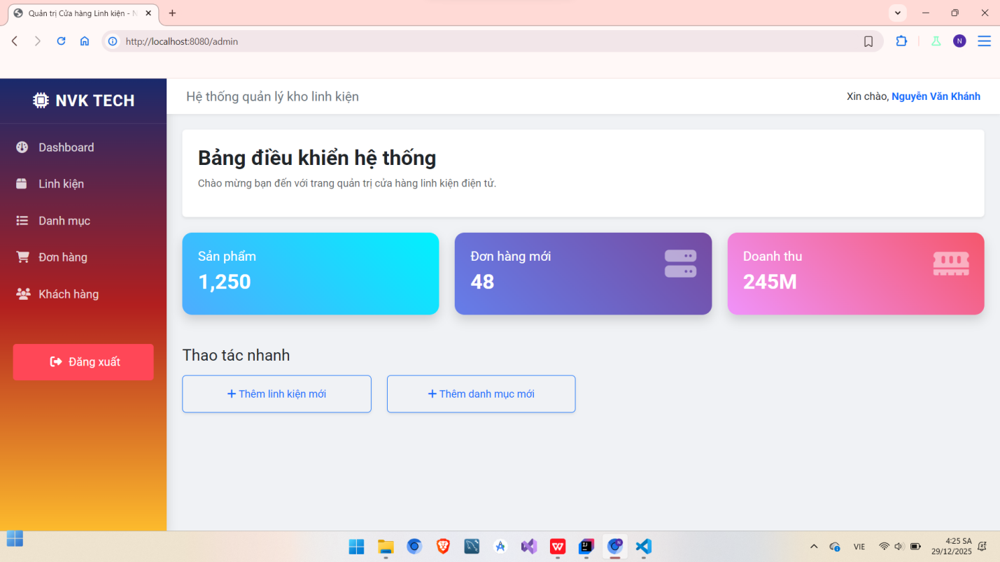 Quản trị Cửa hàng Linh kiện - N
http://localhost:8080/admin
N
NVK TECH
Hệ thống quản lý kho linh kiện
Xin chào, Nguyễn Văn Khánh
Dashboard
Linh kiện
Danh mục
Đơn hàng
Khách hàng
Đăng xuất
Bảng điều khiển hệ thống
Chào mừng bạn đến với trang quản trị cửa hàng linh kiện điện tử.
Sản phẩm
1,250
Đơn hàng mới
48
Doanh thu
245M
Thao tác nhanh
+ Thêm linh kiện mới
+ Thêm danh mục mới
VIE
4:25 SA
29/12/2025